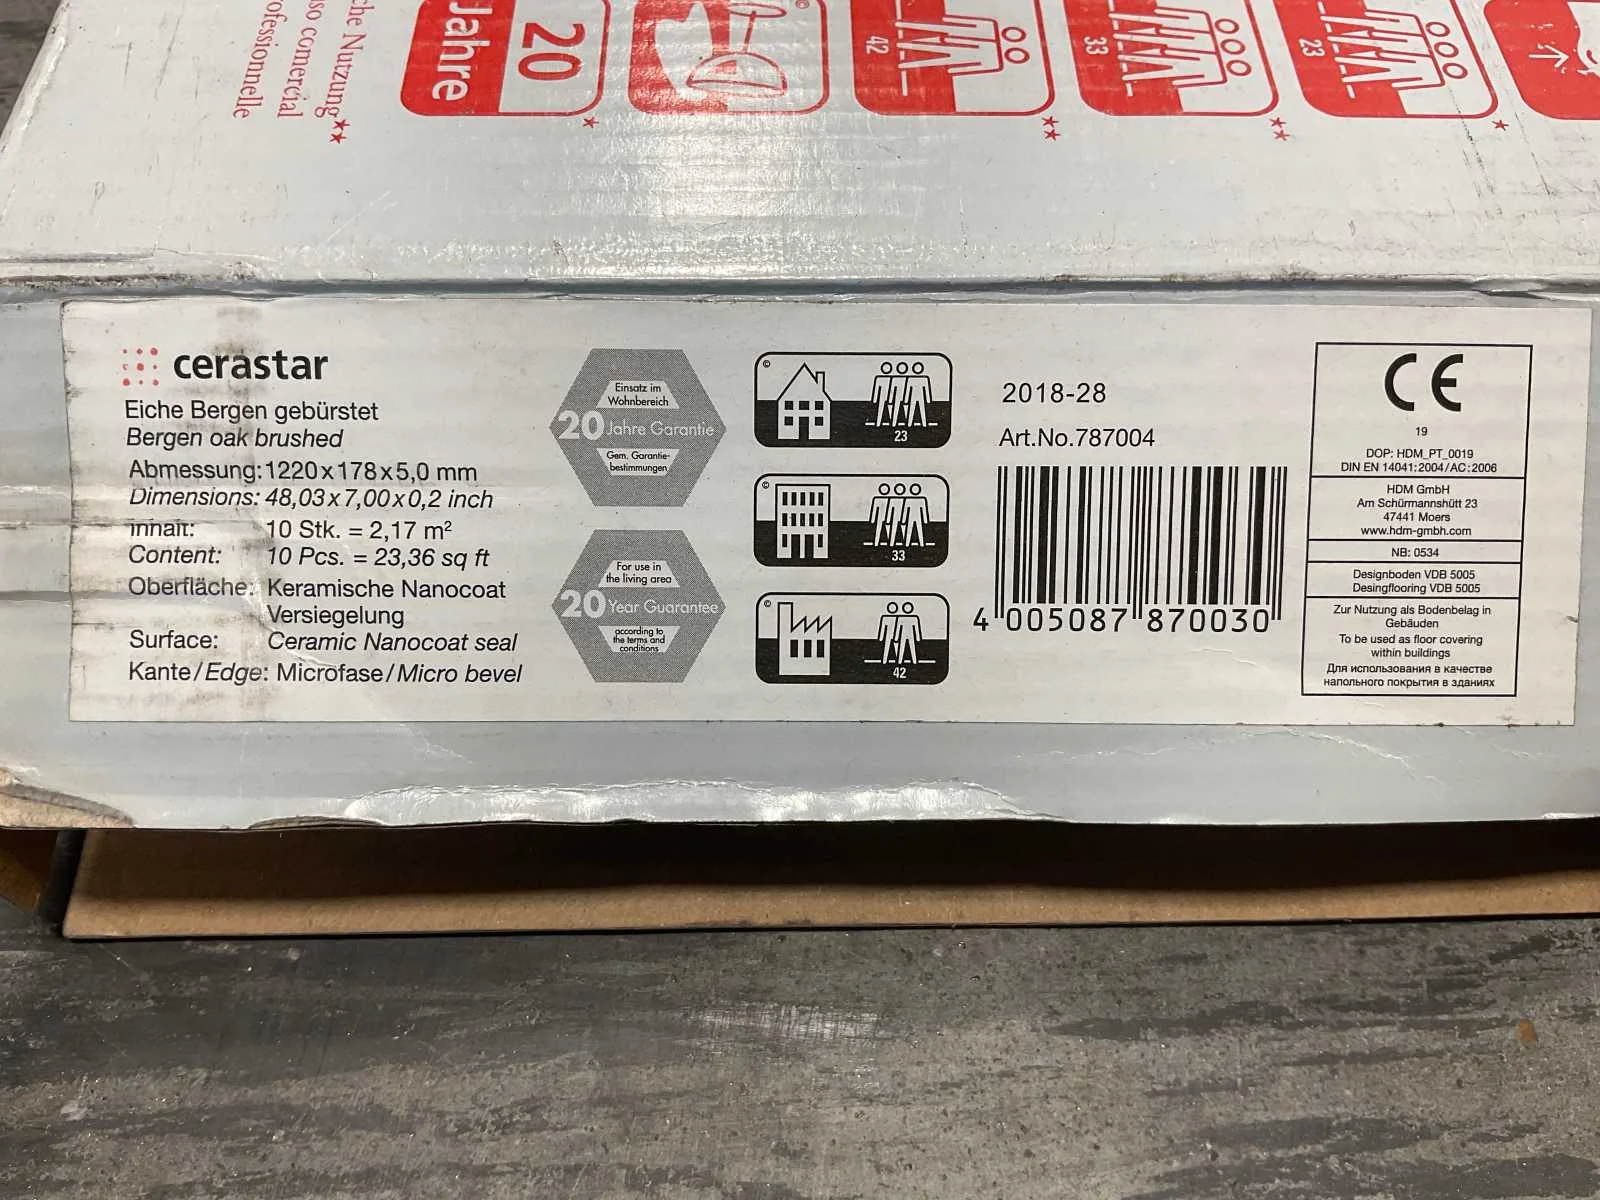 che Nutzung**
so comercial
ofessionnelle
20
Jahre
*
42
**
33
**
23
*
cerastar
Eiche Bergen gebürstet
Bergen oak brushed
Abmessung: 1220 x 178 x 5,0 mm
Dimensions: 48,03 x 7,00 x 0,2 inch
Inhalt: 10 Stk. = 2,17 m²
Content: 10 Pcs. = 23,36 sq ft
Oberfläche: Keramische Nanocoat
Versiegelung
Surface: Ceramic Nanocoat seal
Kante/Edge: Microfase/Micro bevel
Einsatz im
Wohnbereich
20 Jahre Garantie
Gem. Garantie-
bestimmungen
For use in
the living area
20 Year Guarantee
according to
the terms and
conditions
©
23
©
33
©
42
2018-28
Art.No.787004
4 005087 870030
CE
19
DOP: HDM_PT_0019
DIN EN 14041:2004/AC:2006
HDM GmbH
Am Schürmannshütt 23
47441 Moers
www.hdm-gmbh.com
NB: 0534
Designboden VDB 5005
Desingflooring VDB 5005
Zur Nutzung als Bodenbelag in
Gebäuden
To be used as floor covering
within buildings
Для использования в качестве
напольного покрытия в зданиях